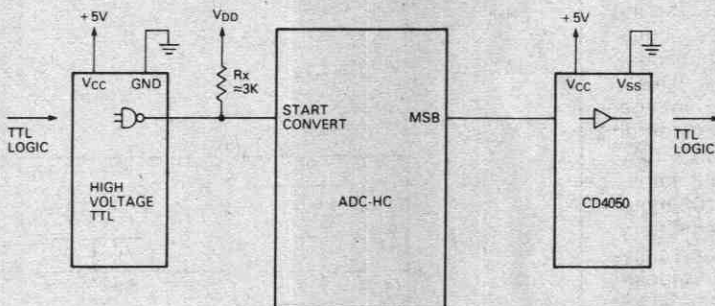 +5V
VCC
GND
TTL
LOGIC
HIGH
VOLTAGE
TTL
VDD
Rx
≈3K
START
CONVERT
MSB
ADC-HC
+5V
VCC
VSS
CD4050
TTL
LOGIC